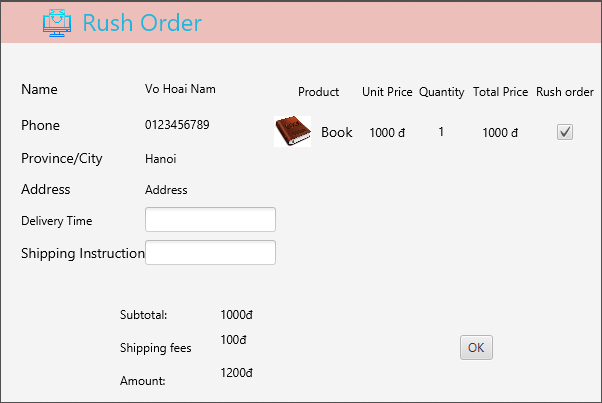 Rush Order
Name Vo Hoai Nam
Phone 0123456789
Province/City Hanoi
Address Address
Delivery Time
Shipping Instruction
Product Unit Price Quantity Total Price Rush order
Book 1000 đ 1 1000 đ
Subtotal: 1000đ
Shipping fees 100đ
Amount: 1200đ
OK